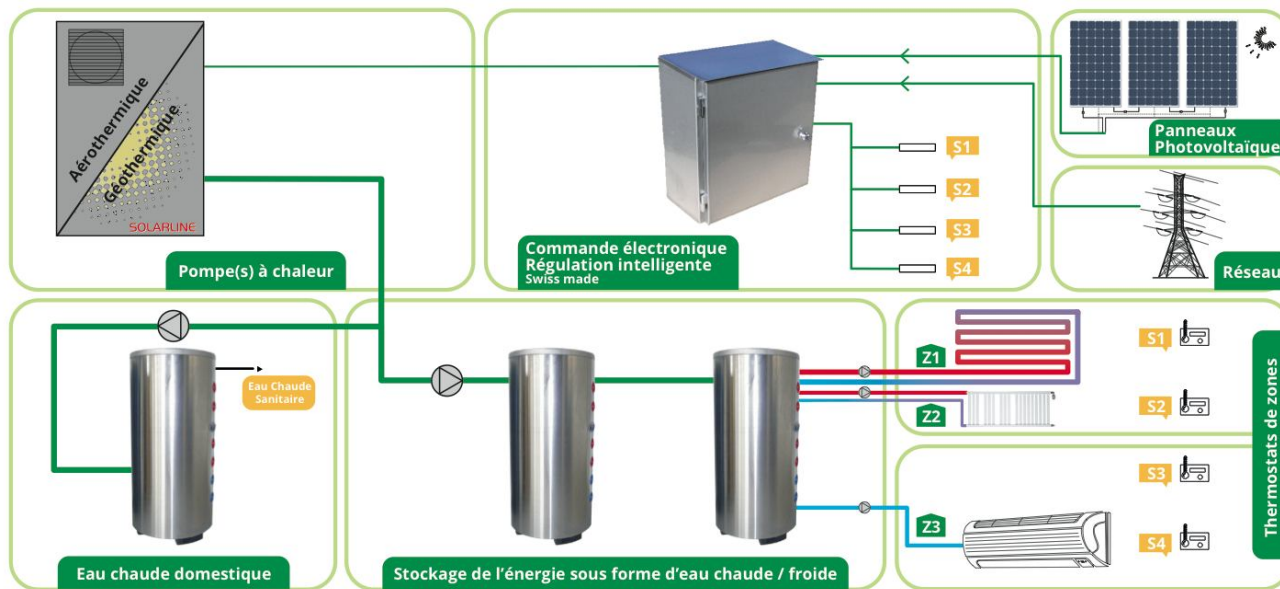 Aérothermique
Géothermique
SOLARLINE
Pompe(s) à chaleur
Commande électronique
Régulation intelligente
Swiss made
S1
S2
S3
S4
Panneaux
Photovoltaïque
Réseau
Eau Chaude
Sanitaire
Eau chaude domestique
Stockage de l'énergie sous forme d'eau chaude / froide
Z1
Z2
Z3
S1
S2
S3
S4
Thermostats de zones